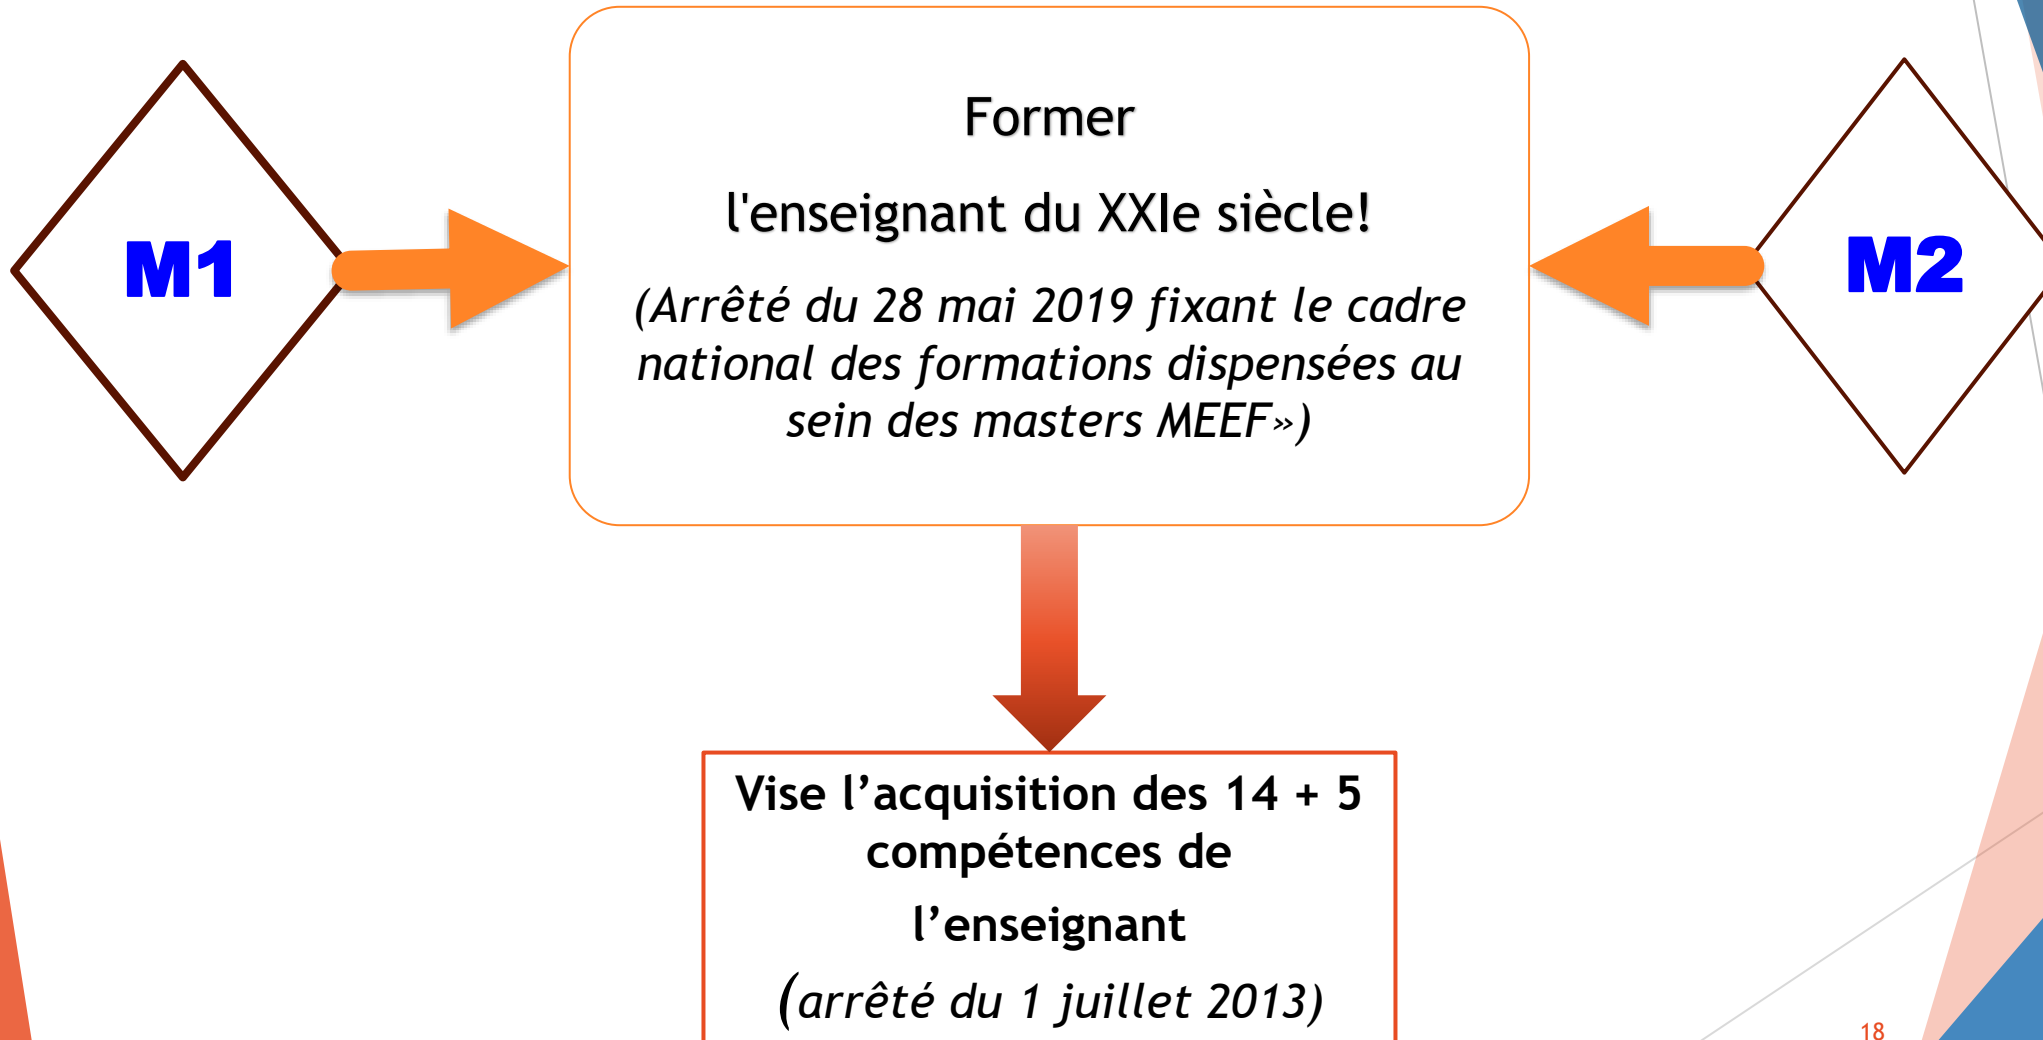 M1
Former
l'enseignant du XXIe siècle!
(Arrêté du 28 mai 2019 fixant le cadre
national des formations dispensées au
sein des masters MEEF»)
M2
Vise l’acquisition des 14 + 5
compétences de
l’enseignant
(arrêté du 1 juillet 2013)
18